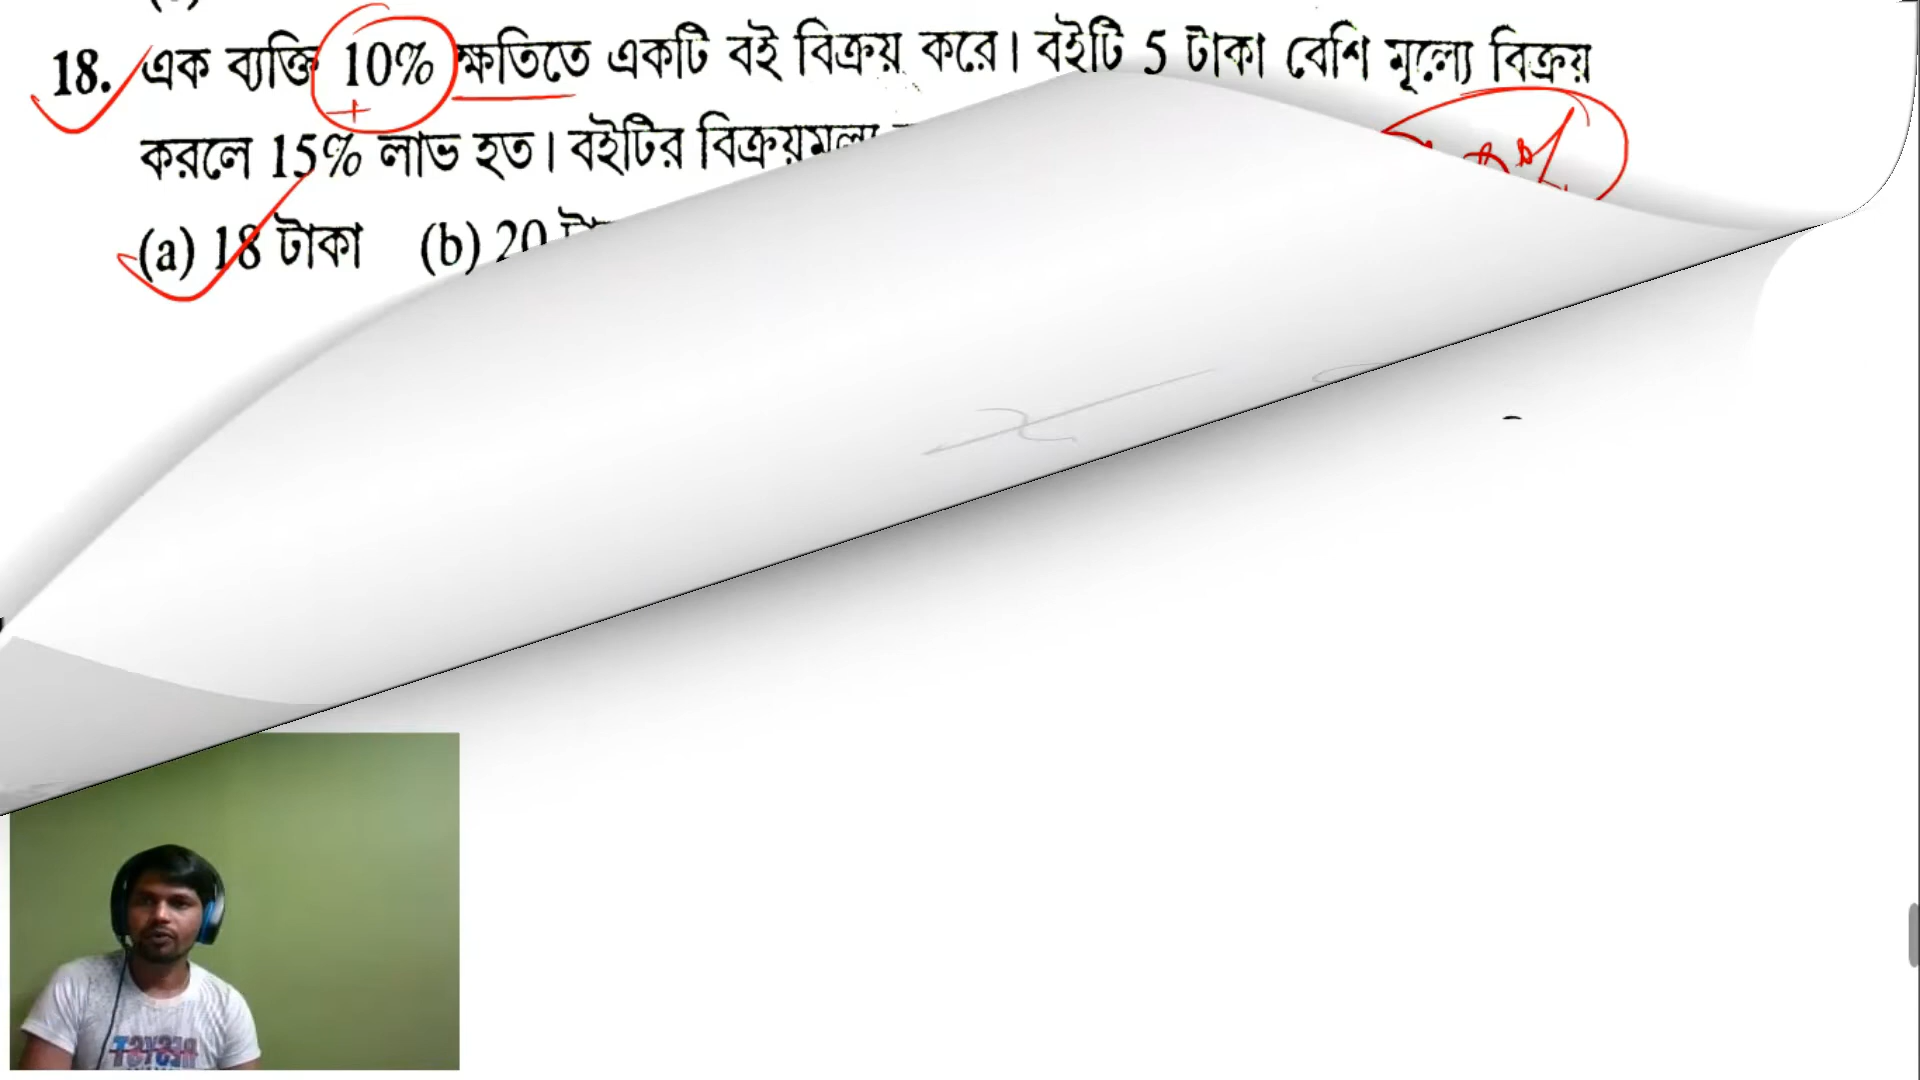 18. এক ব্যক্তি 10% ক্ষতিতে একটি বই বিক্রয় করে। বইটি 5 টাকা বেশি মূল্যে বিক্রয়
করলে 15% লাভ হত। বইটির বিক্রয়মূল্য
(a) 18 টাকা (b) 20